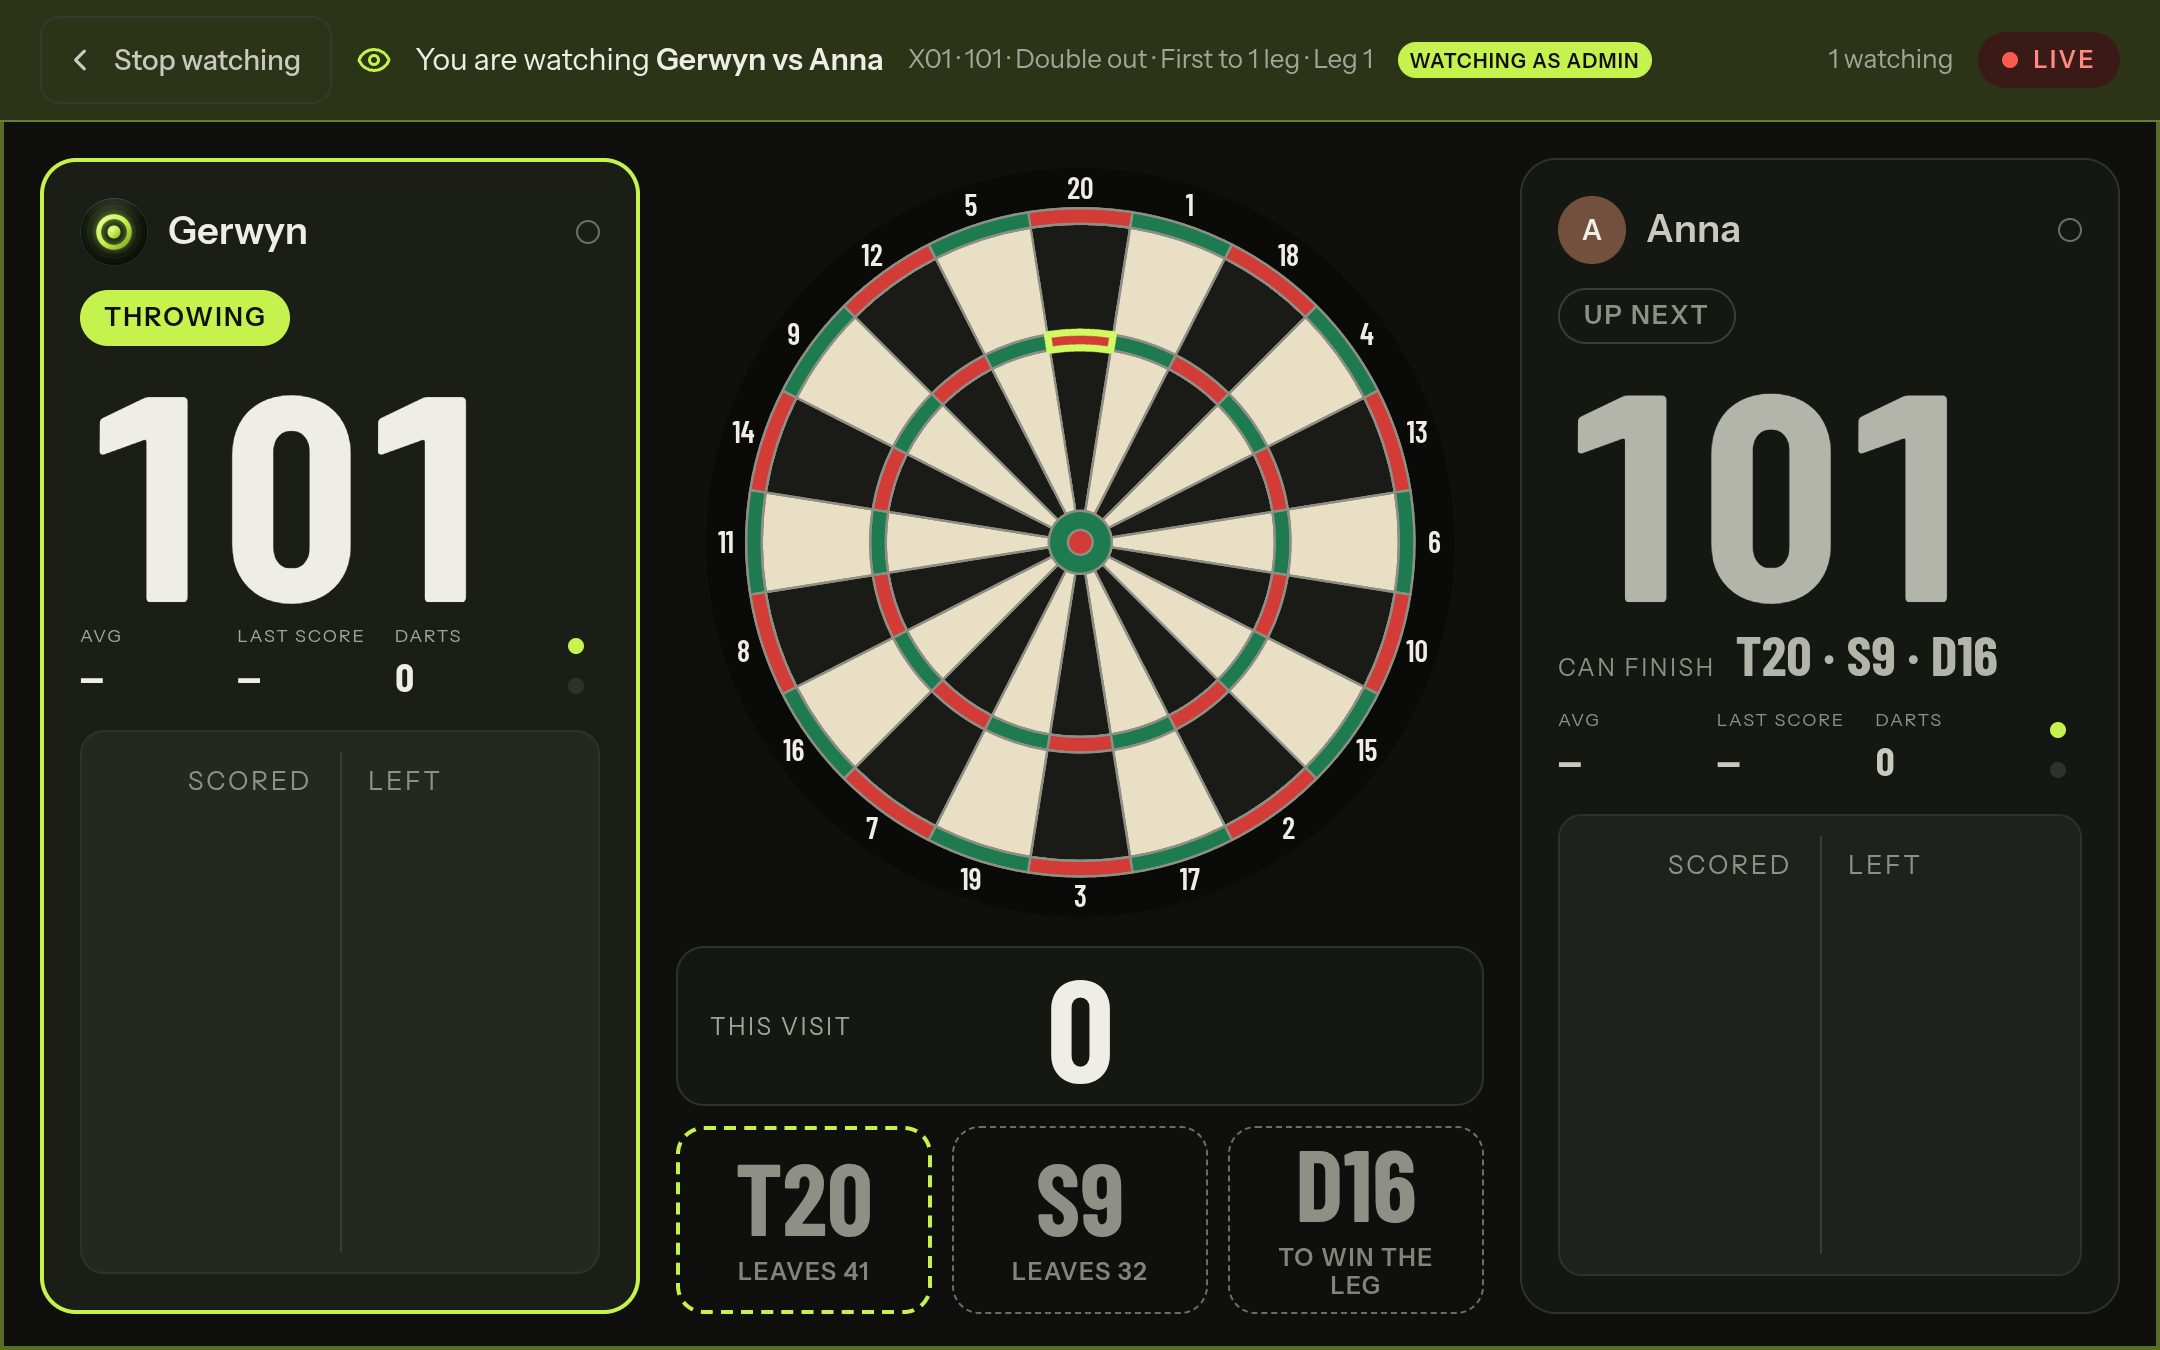 Stop watching
You are watching Gerwyn vs Anna
X01 · 101 · Double out · First to 1 leg · Leg 1
WATCHING AS ADMIN
1 watching
LIVE
Gerwyn
THROWING
101
AVG
LAST SCORE
DARTS
–
–
0
SCORED
LEFT
20
1
18
4
13
6
10
15
2
17
3
19
7
16
8
11
14
9
12
5
THIS VISIT
0
T20
LEAVES 41
S9
LEAVES 32
D16
TO WIN THE
LEG
A
Anna
UP NEXT
101
CAN FINISH
T20 · S9 · D16
AVG
LAST SCORE
DARTS
–
–
0
SCORED
LEFT